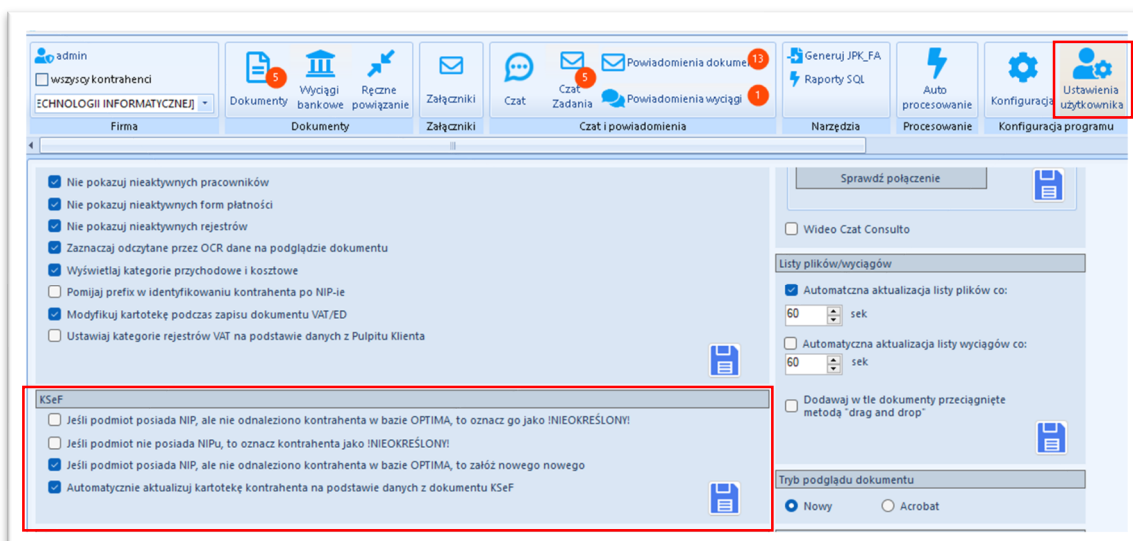 admin
wszyscy kontrahenci
ECHNOLOGII INFORMATYCZNEJ]
Firma
5
Dokumenty
Wyciągi
bankowe
Ręczne
powiązanie
Dokumenty
Załączniki
Załączniki
Czat
5
Czat
Zadania
Powiadomienia dokume
13
Powiadomienia wyciągi
1
Czat i powiadomienia
Generuj JPK_FA
Raporty SQL
Narzędzia
Auto
procesowanie
Procesowanie
Konfiguracja
Ustawienia
użytkownika
Konfiguracja programu
Nie pokazuj nieaktywnych pracowników
Nie pokazuj nieaktywnych form płatności
Nie pokazuj nieaktywnych rejestrów
Zaznaczaj odczytane przez OCR dane na podglądzie dokumentu
Wyświetlaj kategorie przychodowe i kosztowe
Pomijaj prefix w identyfikowaniu kontrahenta po NIP-ie
Modyfikuj kartotekę podczas zapisu dokumentu VAT/ED
Ustawiaj kategorie rejestrów VAT na podstawie danych z Pulpitu Klienta
KSeF
Jeśli podmiot posiada NIP, ale nie odnaleziono kontrahenta w bazie OPTIMA, to oznacz go jako !NIEOKREŚLONY!
Jeśli podmiot nie posiada NIPu, to oznacz kontrahenta jako !NIEOKREŚLONY!
Jeśli podmiot posiada NIP, ale nie odnaleziono kontrahenta w bazie OPTIMA, to załóż nowego nowego
Automatycznie aktualizuj kartotekę kontrahenta na podstawie danych z dokumentu KSeF
Sprawdź połączenie
Wideo Czat Consulto
Listy plików/wyciągów
Automatczna aktualizacja listy plików co:
60 sek
Automatyczna aktualizacja listy wyciągów co:
60 sek
Dodawaj w tle dokumenty przeciągnięte
metodą "drag and drop"
Tryb podglądu dokumentu
Nowy Acrobat